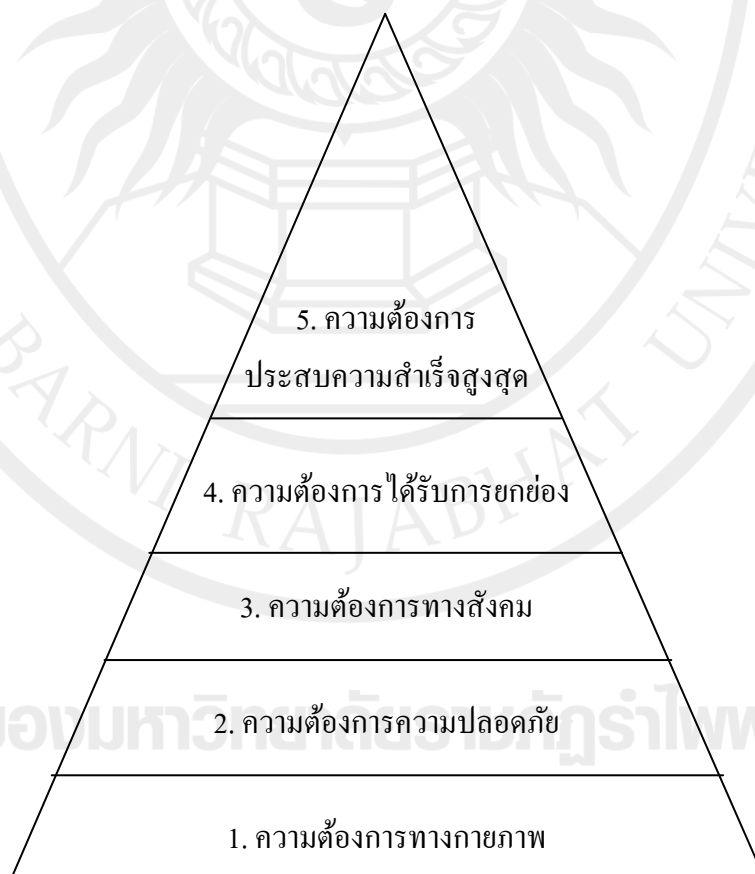 5. ความต้องการ
ประสบความสำเร็จสูงสุด
4. ความต้องการได้รับการยกย่อง
3. ความต้องการทางสังคม
2. ความต้องการความปลอดภัย
1. ความต้องการทางกายภาพ
BARNI RAJABHAT